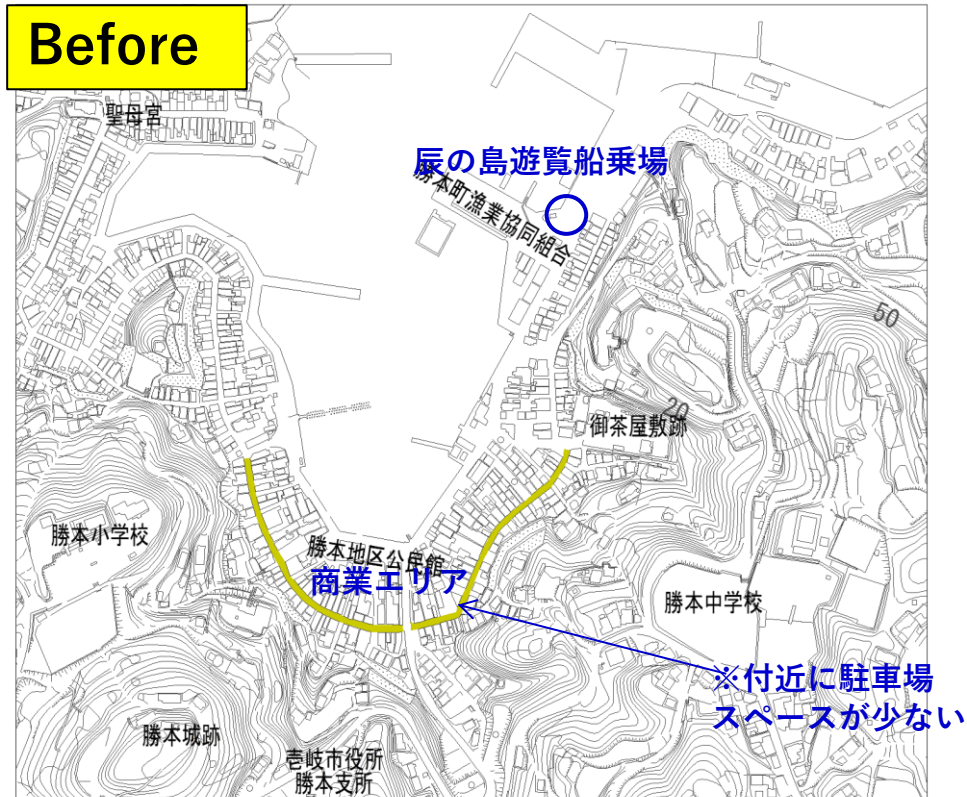 Before
聖母宮
辰の島遊覧船乗場
勝本町漁業協同組合
50
20
御茶屋敷跡
勝本小学校
勝本地区公民館
商業エリア
勝本中学校
※付近に駐車場
スペースが少ない
勝本城跡
壱岐市役所
勝本支所